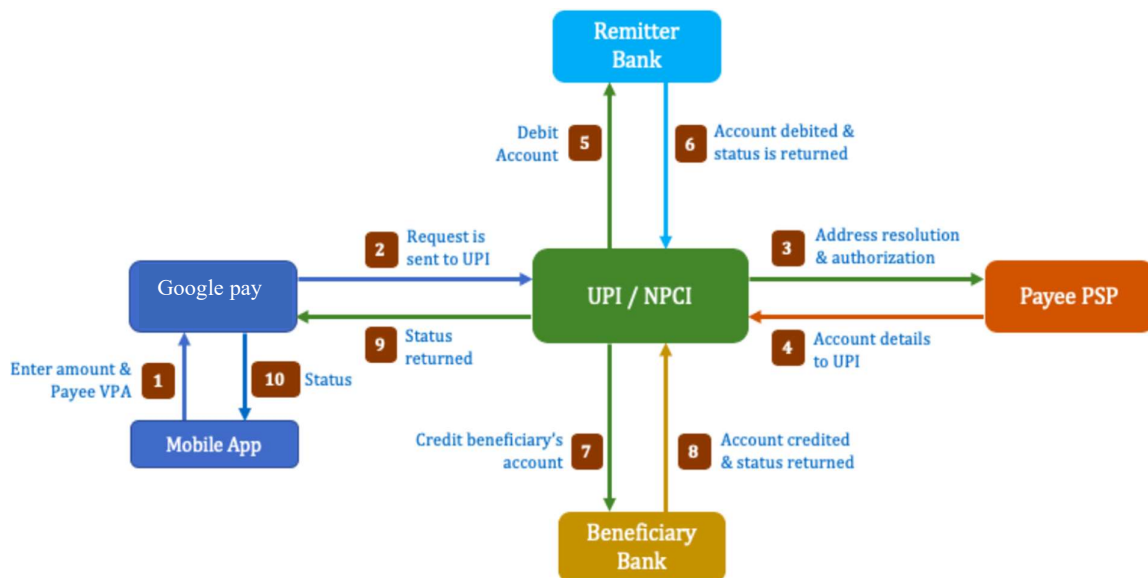 Remitter
Bank
Debit
Account
5
6
Account debited &
status is returned
2
Request is
sent to UPI
3
Address resolution
& authorization
Google pay
UPI / NPCI
Payee PSP
9
Status
returned
4
Account details
to UPI
Enter amount &
Payee VPA
1
10
Status
Mobile App
Credit beneficiary's
account
7
8
Account credited
& status returned
Beneficiary
Bank